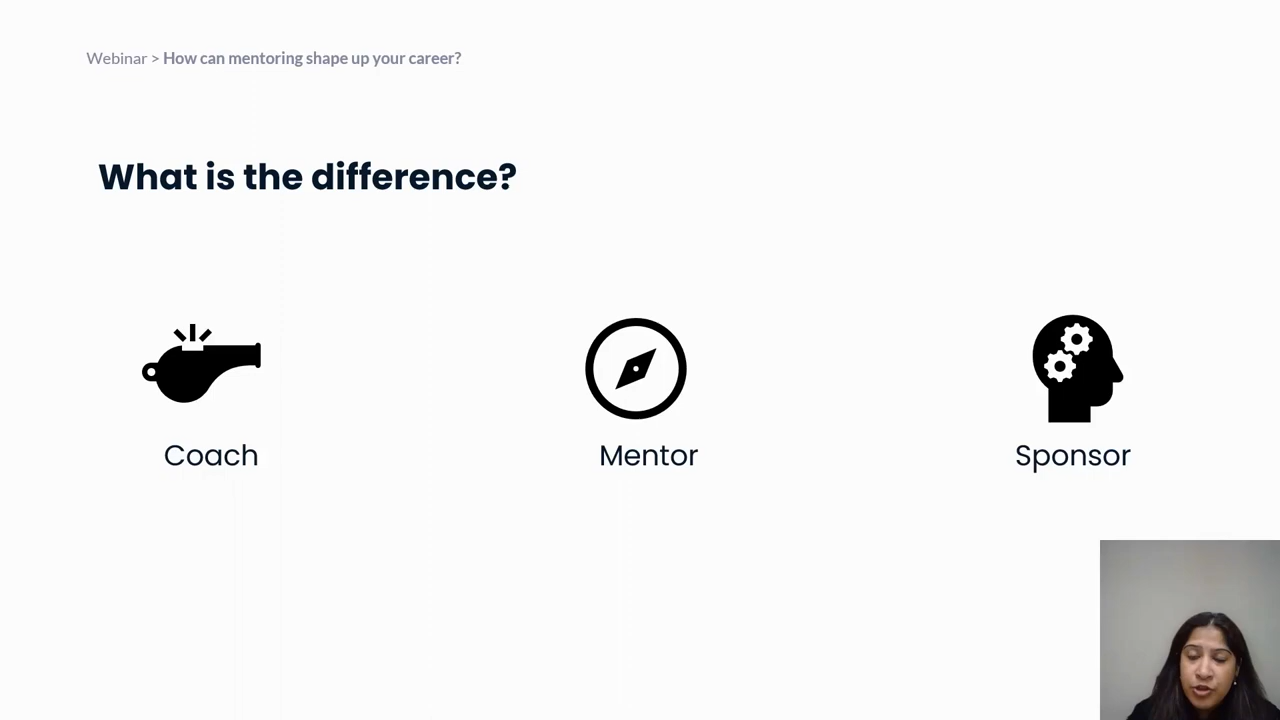 Webinar > How can mentoring shape up your career?
What is the difference?
Coach
Mentor
Sponsor